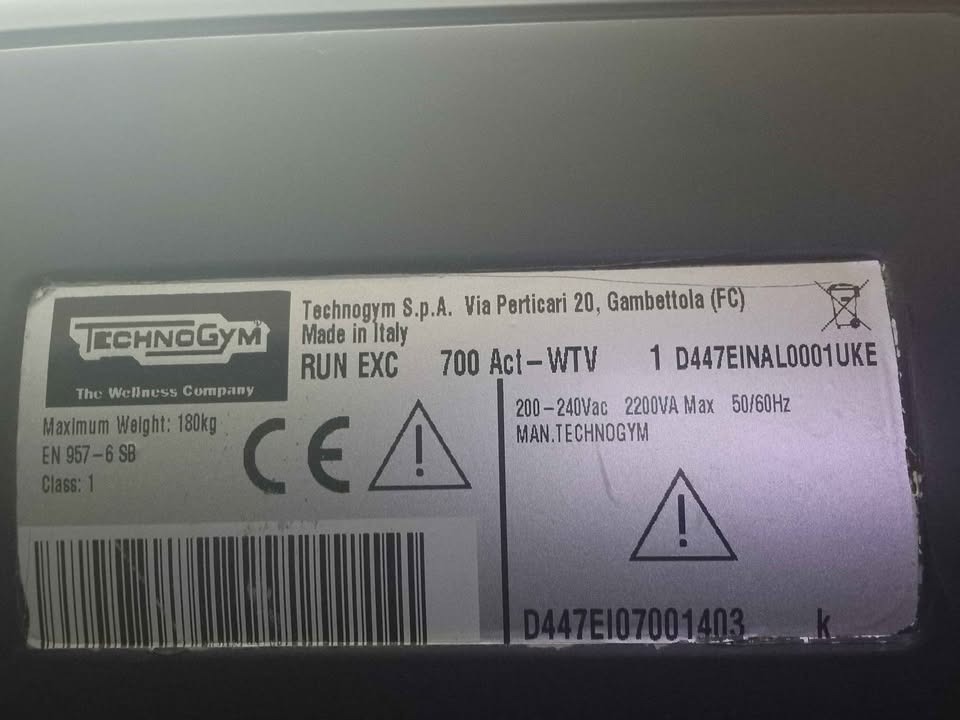 TECHNOGYM®
The Wellness Company
Technogym S.p.A. Via Perticari 20, Gambettola (FC)
Made in Italy
RUN EXC 700 Act-WTV 1 D447EINAL0001UKE
Maximum Weight: 180kg
EN 957-6 SB
Class: 1
CE
200-240Vac 2200VA Max 50/60Hz
MAN.TECHNOGYM
D447EI07001403 k